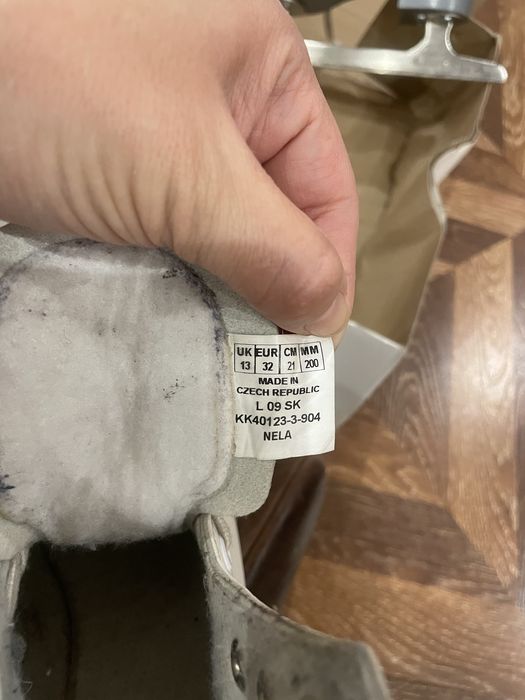 UK EUR CM MM
13 32 21 200
MADE IN
CZECH REPUBLIC
L 09 SK
KK40123-3-904
NELA